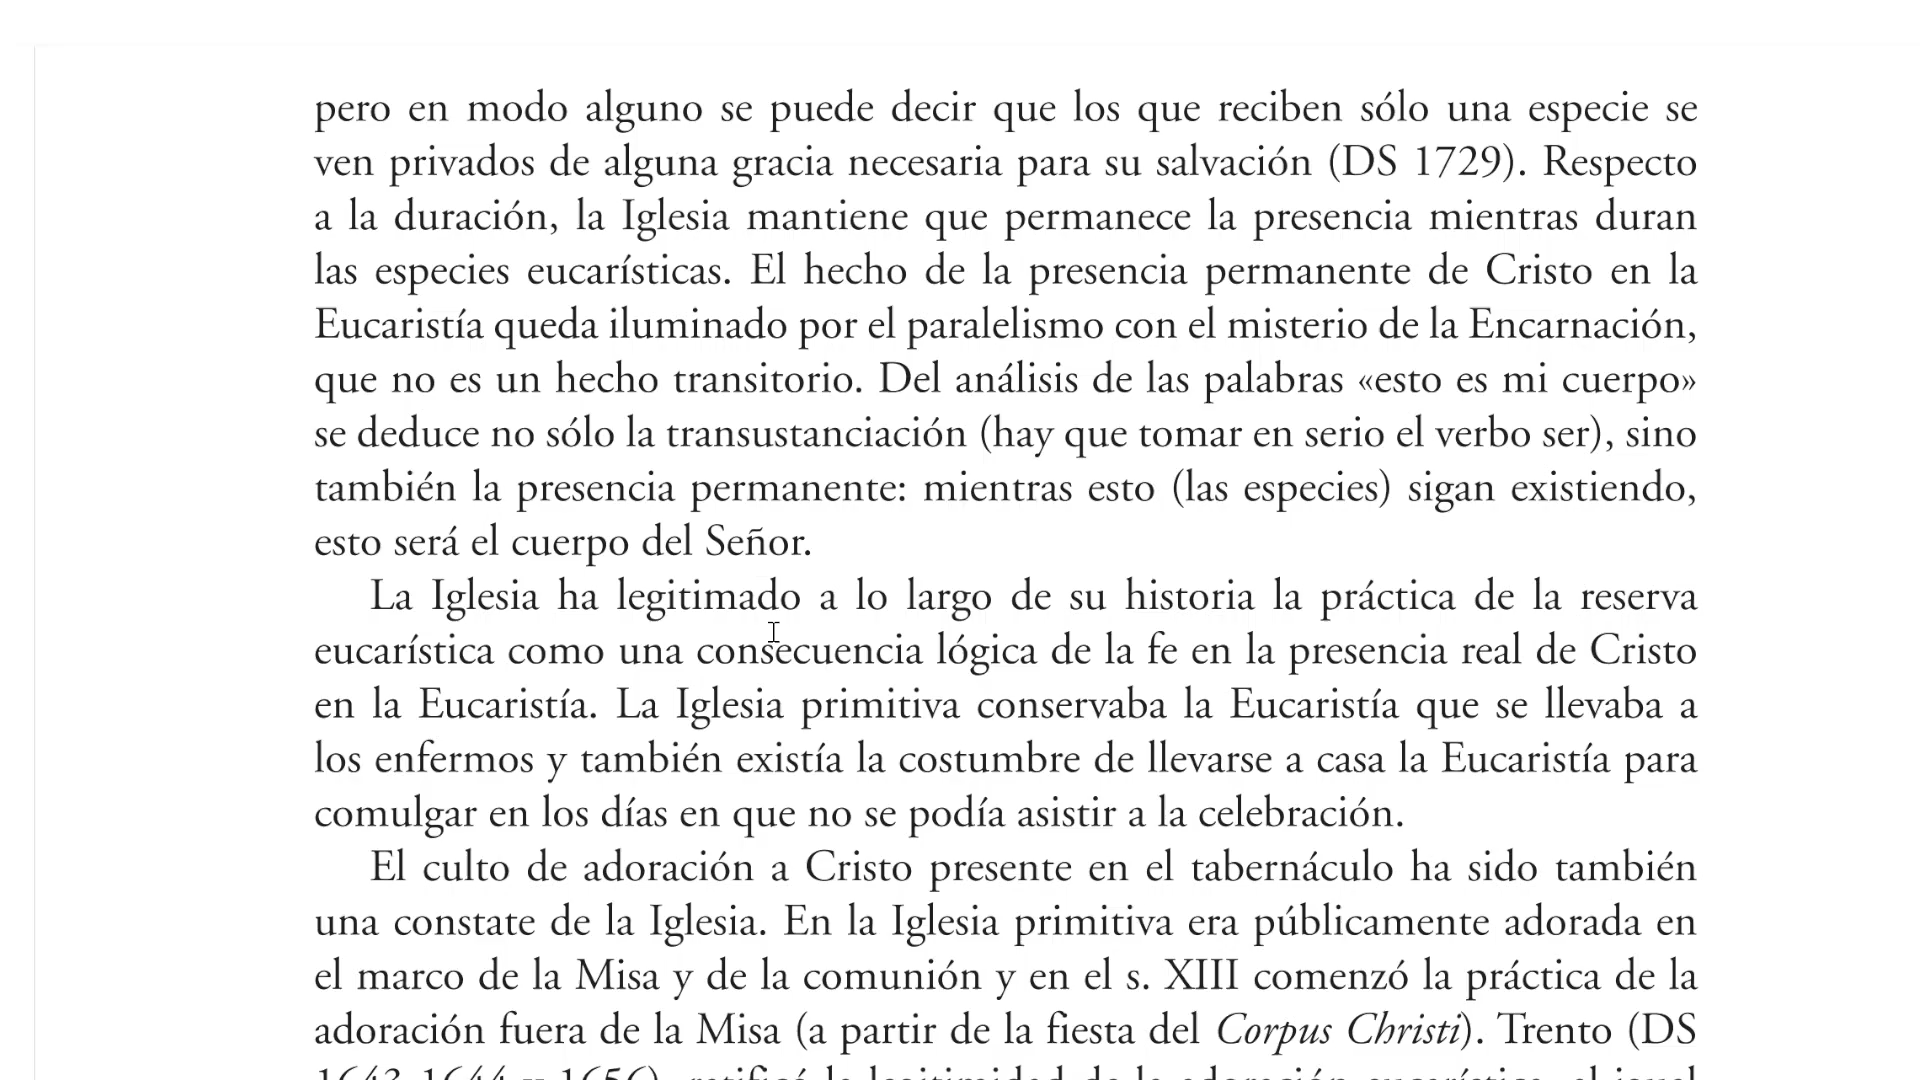 pero en modo alguno se puede decir que los que reciben sólo una especie se
ven privados de alguna gracia necesaria para su salvación (DS 1729). Respecto
a la duración, la Iglesia mantiene que permanece la presencia mientras duran
las especies eucarísticas. El hecho de la presencia permanente de Cristo en la
Eucaristía queda iluminado por el paralelismo con el misterio de la Encarnación,
que no es un hecho transitorio. Del análisis de las palabras «esto es mi cuerpo»
se deduce no sólo la transustanciación (hay que tomar en serio el verbo ser), sino
también la presencia permanente: mientras esto (las especies) sigan existiendo,
esto será el cuerpo del Señor.
La Iglesia ha legitimado a lo largo de su historia la práctica de la reserva
eucarística como una consecuencia lógica de la fe en la presencia real de Cristo
en la Eucaristía. La Iglesia primitiva conservaba la Eucaristía que se llevaba a
los enfermos y también existía la costumbre de llevarse a casa la Eucaristía para
comulgar en los días en que no se podía asistir a la celebración.
El culto de adoración a Cristo presente en el tabernáculo ha sido también
una constate de la Iglesia. En la Iglesia primitiva era públicamente adorada en
el marco de la Misa y de la comunión y en el s. XIII comenzó la práctica de la
adoración fuera de la Misa (a partir de la fiesta del Corpus Christi). Trento (DS
1643-1644 y 1656), ratificó la legitimidad de la adoración eucarística, al igual